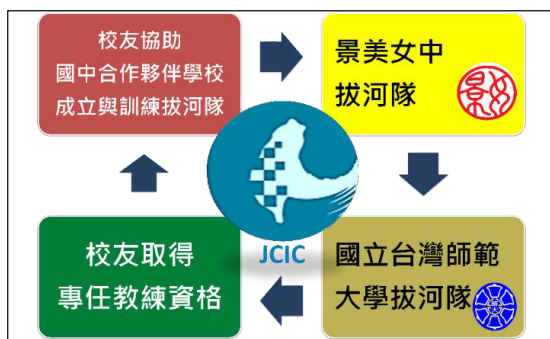 校友協助
國中合作夥伴學校
成立與訓練拔河隊
景美女中
拔河隊
JCIC
校友取得
專任教練資格
國立台灣師範
大學拔河隊